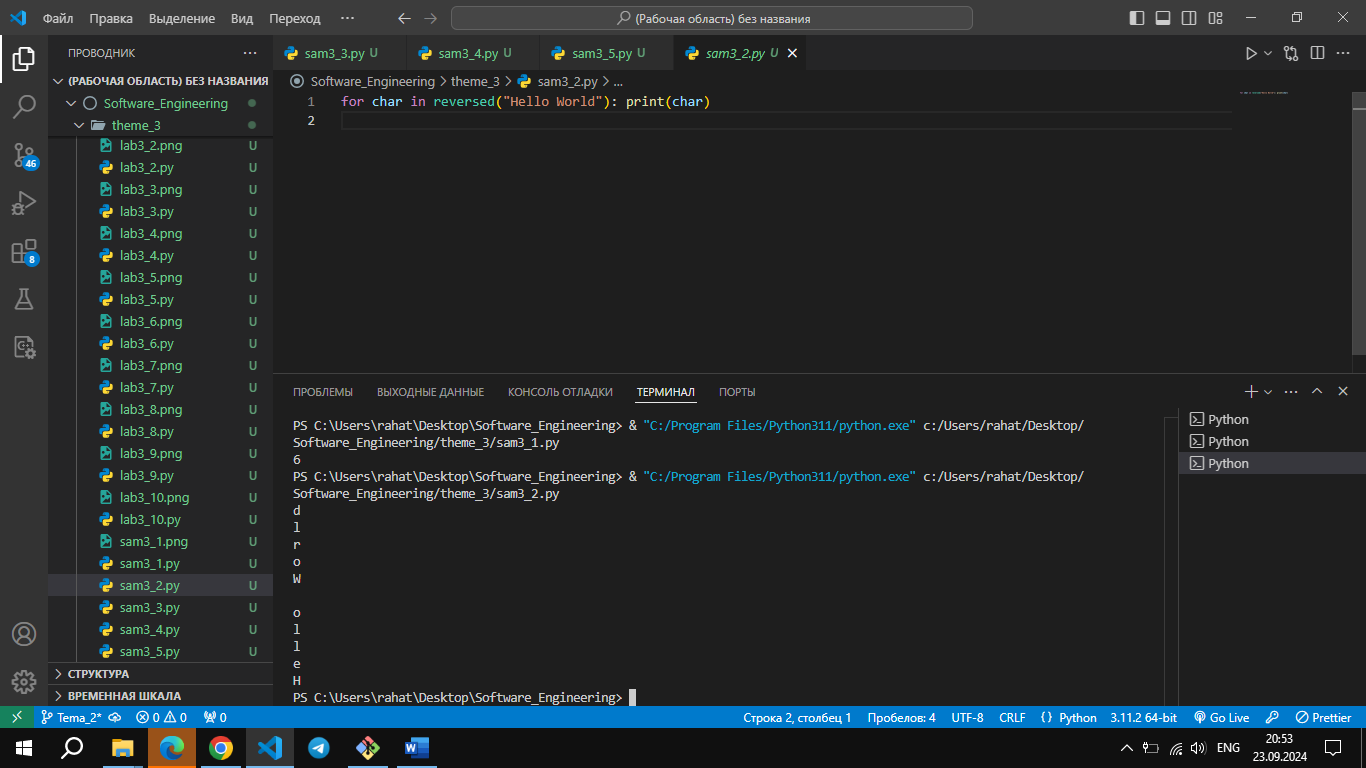 Файл Правка Выделение Вид Переход ··· (Рабочая область) без названия
ПРОВОДНИК ···
(РАБОЧАЯ ОБЛАСТЬ) БЕЗ НАЗВАНИЯ
Software_Engineering
theme_3
lab3_2.png U
lab3_2.py U
lab3_3.png U
lab3_3.py U
lab3_4.png U
lab3_4.py U
lab3_5.png U
lab3_5.py U
lab3_6.png U
lab3_6.py U
lab3_7.png U
lab3_7.py U
lab3_8.png U
lab3_8.py U
lab3_9.png U
lab3_9.py U
lab3_10.png U
lab3_10.py U
sam3_1.png U
sam3_1.py U
sam3_2.py U
sam3_3.py U
sam3_4.py U
sam3_5.py U
СТРУКТУРА
ВРЕМЕННАЯ ШКАЛА
46
8
sam3_3.py U sam3_4.py U sam3_5.py U sam3_2.py U
Software_Engineering > theme_3 > sam3_2.py > ...
1 for char in reversed("Hello World"): print(char)
2
ПРОБЛЕМЫ ВЫХОДНЫЕ ДАННЫЕ КОНСОЛЬ ОТЛАДКИ ТЕРМИНАЛ ПОРТЫ
PS C:\Users\rahat\Desktop\Software_Engineering> & "C:/Program Files/Python311/python.exe" c:/Users/rahat/Desktop/
Software_Engineering/theme_3/sam3_1.py
6
PS C:\Users\rahat\Desktop\Software_Engineering> & "C:/Program Files/Python311/python.exe" c:/Users/rahat/Desktop/
Software_Engineering/theme_3/sam3_2.py
d
l
r
o
W
o
l
l
e
H
PS C:\Users\rahat\Desktop\Software_Engineering>
Python
Python
Python
Tema_2* 0 0 0 Строка 2, столбец 1 Пробелов: 4 UTF-8 CRLF {} Python 3.11.2 64-bit Go Live Prettier
ENG 20:53
23.09.2024